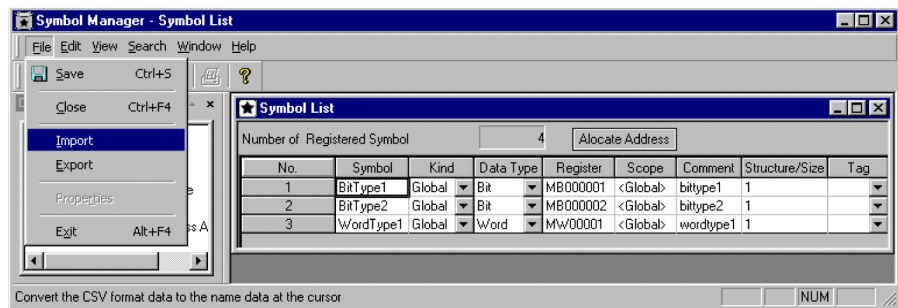 Symbol Manager - Symbol List
File Edit View Search Window Help
Save Ctrl+S
Close Ctrl+F4
Import
Export
Properties
Exit Alt+F4
Symbol List
Number of Registered Symbol 4 Alocate Address
No. Symbol Kind Data Type Register Scope Comment Structure/Size Tag
1 BitType1 Global Bit MB000001 <Global> bittype1 1
2 BitType2 Global Bit MB000002 <Global> bittype2 1
3 WordType1 Global Word MW00001 <Global> wordtype1 1
Convert the CSV format data to the name data at the cursor NUM